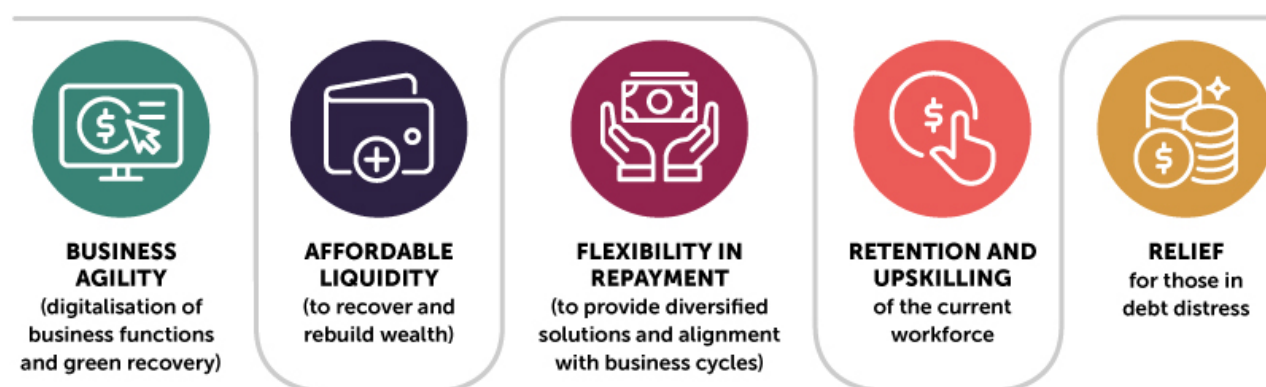 BUSINESS
AGILITY
(digitalisation of
business functions
and green recovery)
AFFORDABLE
LIQUIDITY
(to recover and
rebuild wealth)
FLEXIBILITY IN
REPAYMENT
(to provide diversified
solutions and alignment
with business cycles)
RETENTION AND
UPSKILLING
of the current
workforce
RELIEF
for those in
debt distress